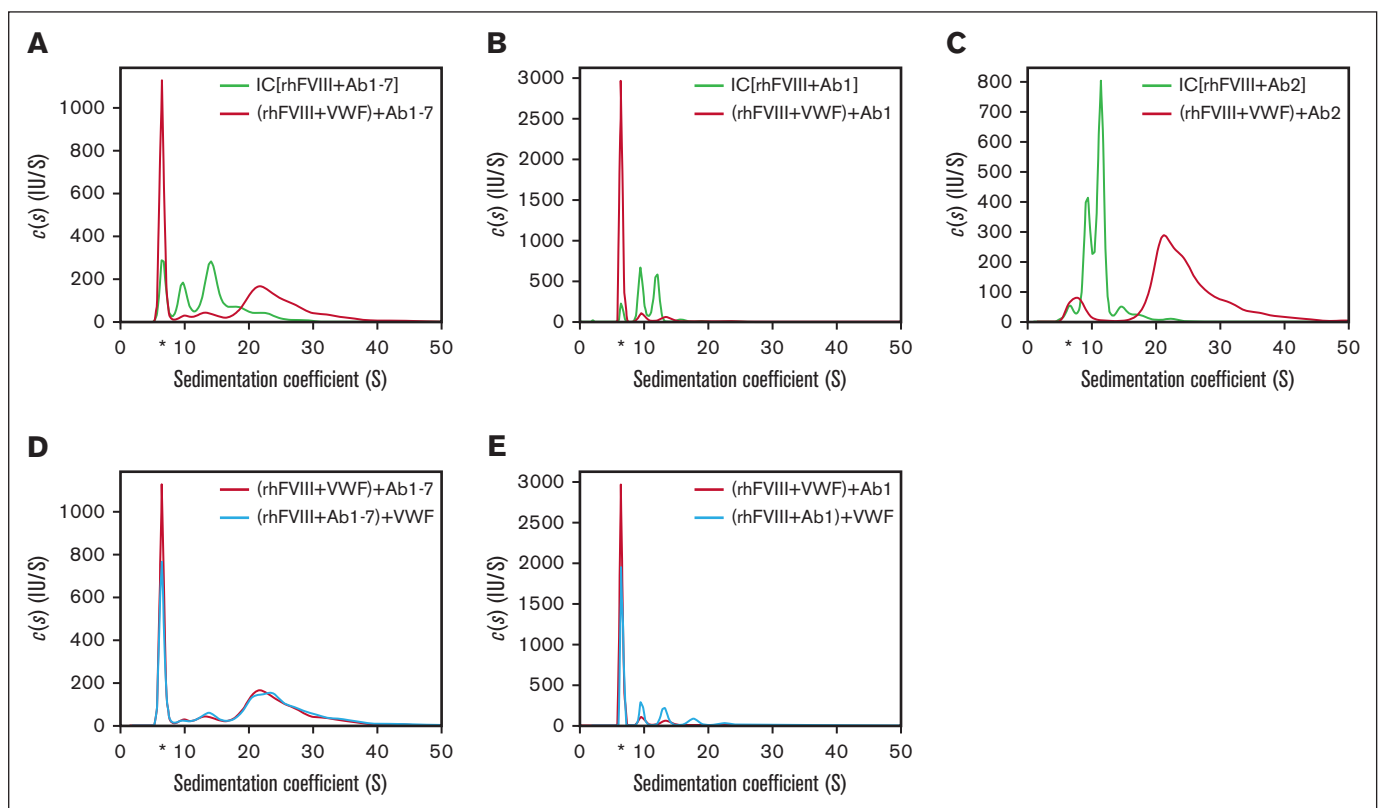 A
IC[rhFVIII+Ab1-7]
(rhFVIII+VWF)+Ab1-7
c(s) (IU/S)
1000
800
600
400
200
0
0 * 10 20 30 40 50
Sedimentation coefficient (S)
B
IC[rhFVIII+Ab1]
(rhFVIII+VWF)+Ab1
c(s) (IU/S)
3000
2500
2000
1500
1000
500
0
0 * 10 20 30 40 50
Sedimentation coefficient (S)
C
IC[rhFVIII+Ab2]
(rhFVIII+VWF)+Ab2
c(s) (IU/S)
800
700
600
500
400
300
200
100
0
0 * 10 20 30 40 50
Sedimentation coefficient (S)
D
(rhFVIII+VWF)+Ab1-7
(rhFVIII+Ab1-7)+VWF
c(s) (IU/S)
1000
800
600
400
200
0
0 * 10 20 30 40 50
Sedimentation coefficient (S)
E
(rhFVIII+VWF)+Ab1
(rhFVIII+Ab1)+VWF
c(s) (IU/S)
3000
2500
2000
1500
1000
500
0
0 * 10 20 30 40 50
Sedimentation coefficient (S)